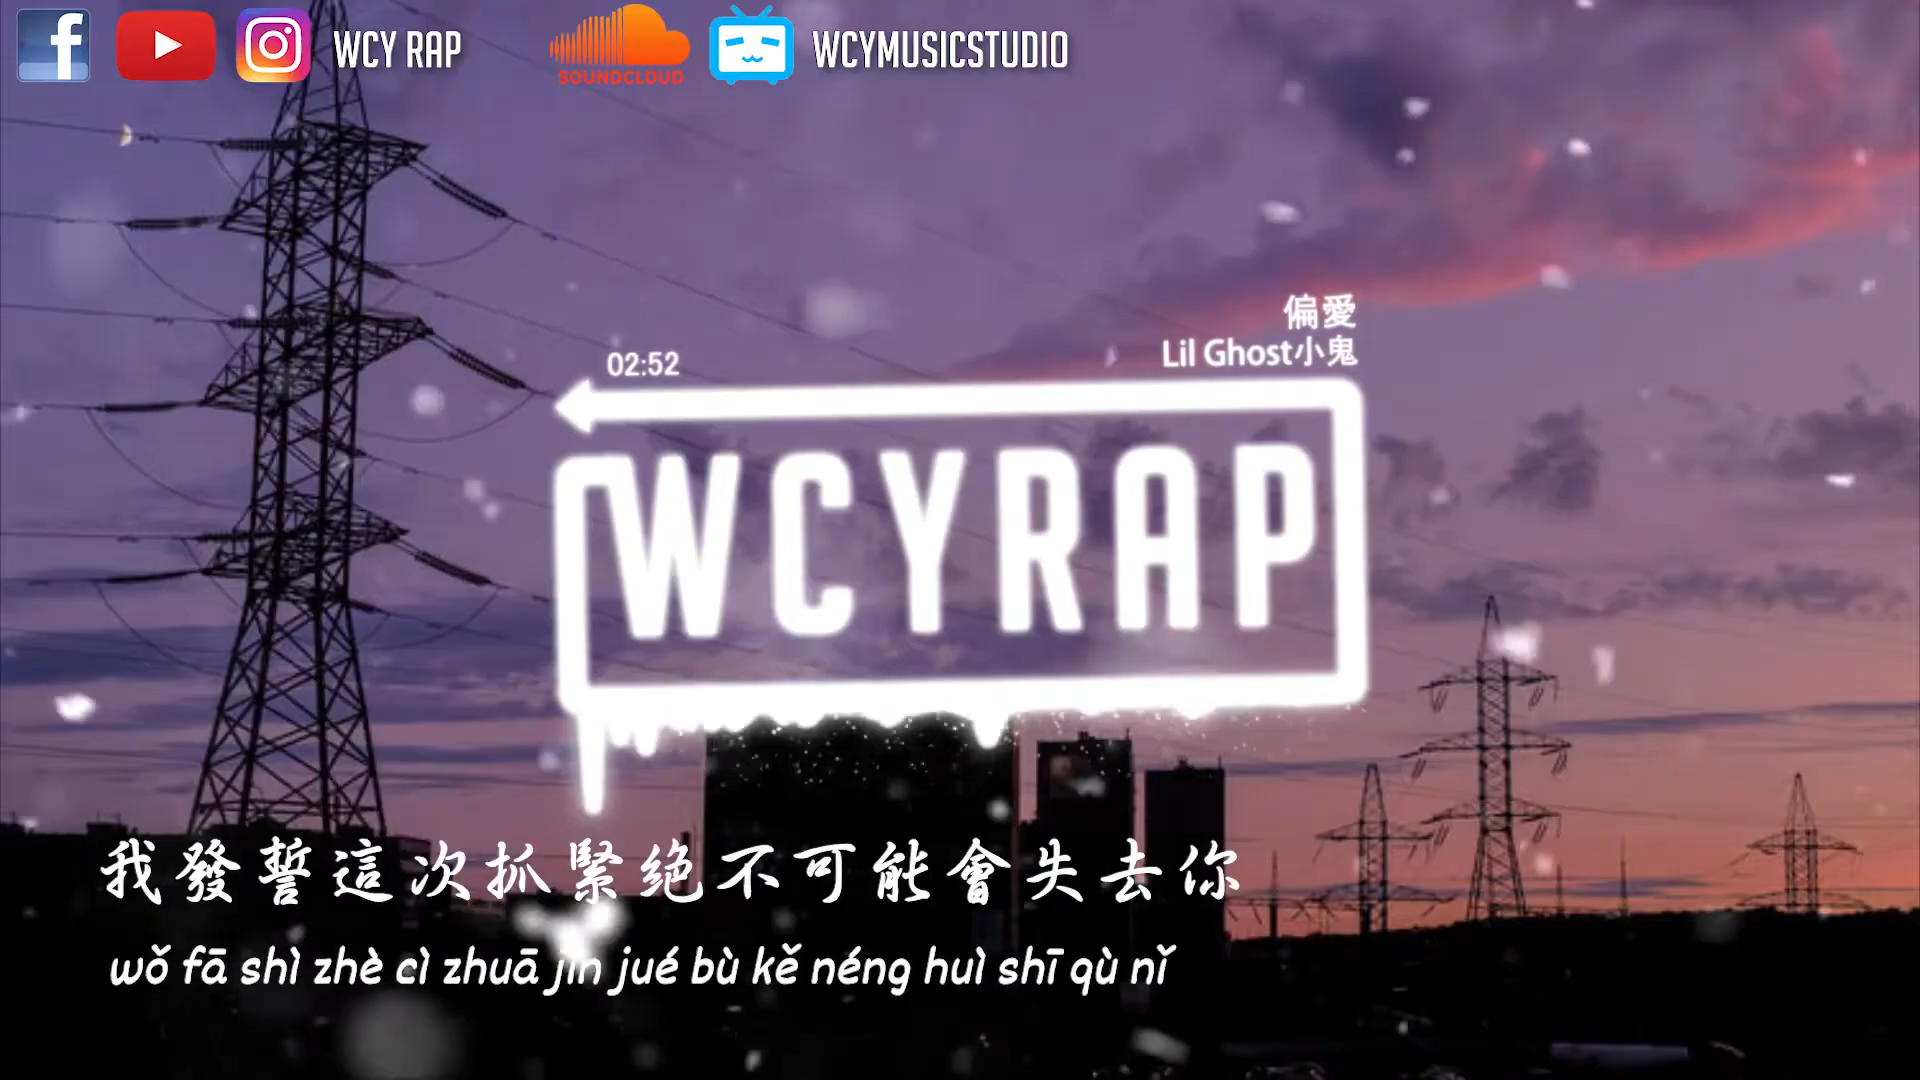 WCY RAP
SOUNDCLOUD
WCYMUSICSTUDIO
偏愛
02:52
Lil Ghost小鬼
WCYRAP
我發誓這次抓緊绝不可能會失去你
wǒ fā shì zhè cì zhuā jǐn jué bù kě néng huì shī qù nǐ